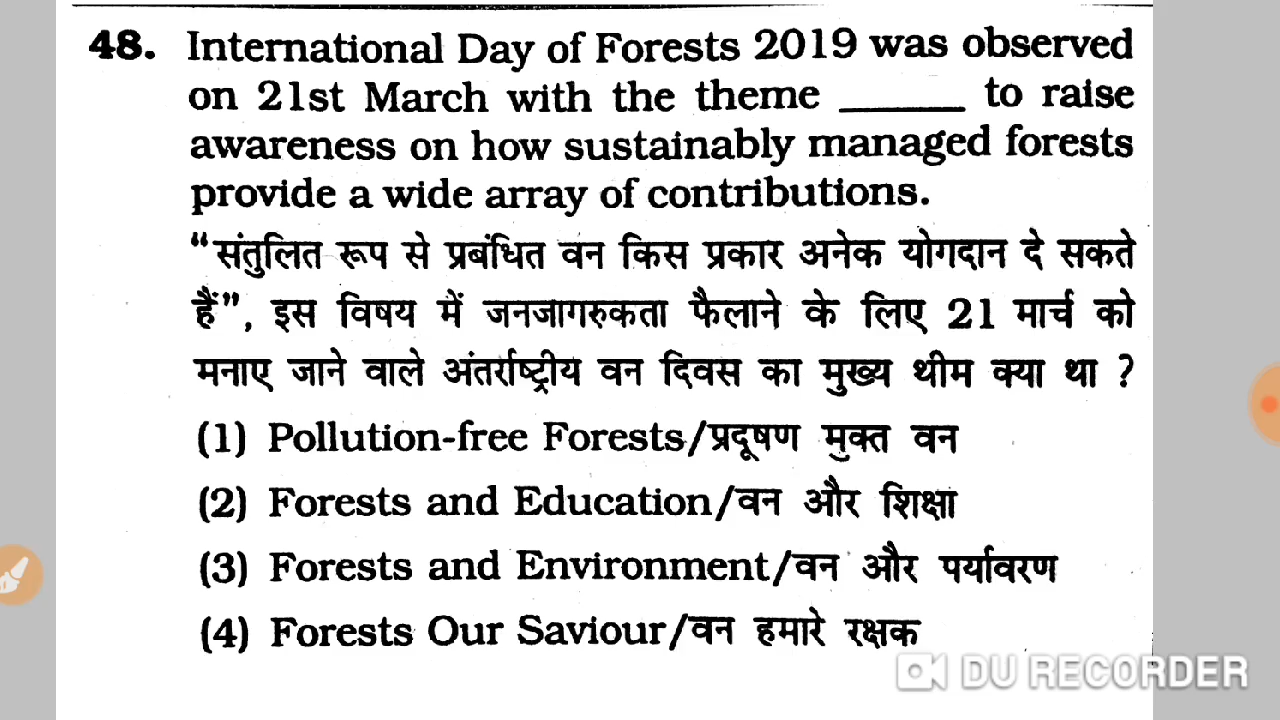 48. International Day of Forests 2019 was observed
on 21st March with the theme ______ to raise
awareness on how sustainably managed forests
provide a wide array of contributions.
“संतुलित रूप से प्रबंधित वन किस प्रकार अनेक योगदान दे सकते
हैं”, इस विषय में जनजागरुकता फैलाने के लिए 21 मार्च को
मनाए जाने वाले अंतर्राष्ट्रीय वन दिवस का मुख्य थीम क्या था ?
(1) Pollution-free Forests/प्रदूषण मुक्त वन
(2) Forests and Education/वन और शिक्षा
(3) Forests and Environment/वन और पर्यावरण
(4) Forests Our Saviour/वन हमारे रक्षक
DU RECORDER